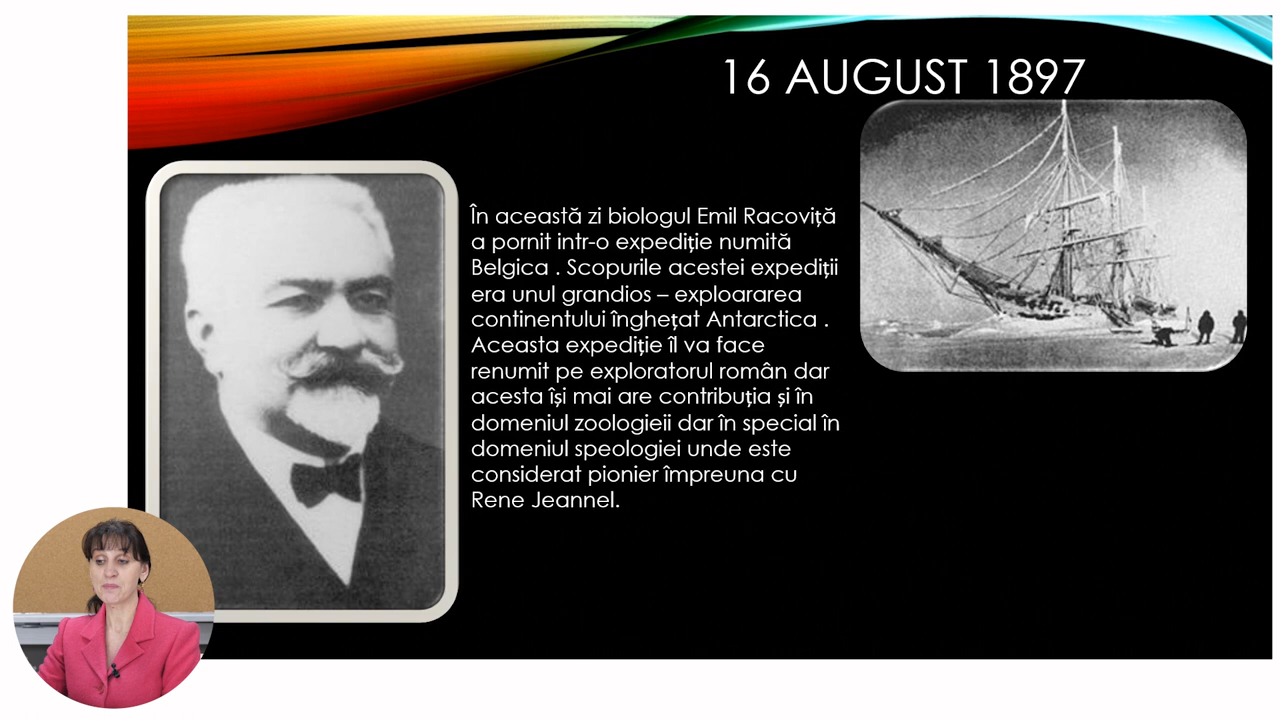 16 AUGUST 1897
În această zi biologul Emil Racoviță
a pornit intr-o expediție numită
Belgica . Scopurile acestei expediții
era unul grandios – exploararea
continentului înghețat Antarctica .
Aceasta expediție îl va face
renumit pe exploratorul român dar
acesta își mai are contribuția și în
domeniul zoologieii dar în special în
domeniul speologiei unde este
considerat pionier împreuna cu
Rene Jeannel.